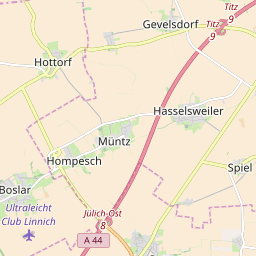 Titz
Gevelsdorf
Titz
9
9
Hottorf
Hasselsweiler
Müntz
Hompesch
Spiel
Boslar
Ultraleicht
Club Linnich
Jülich-Ost
8
A 44